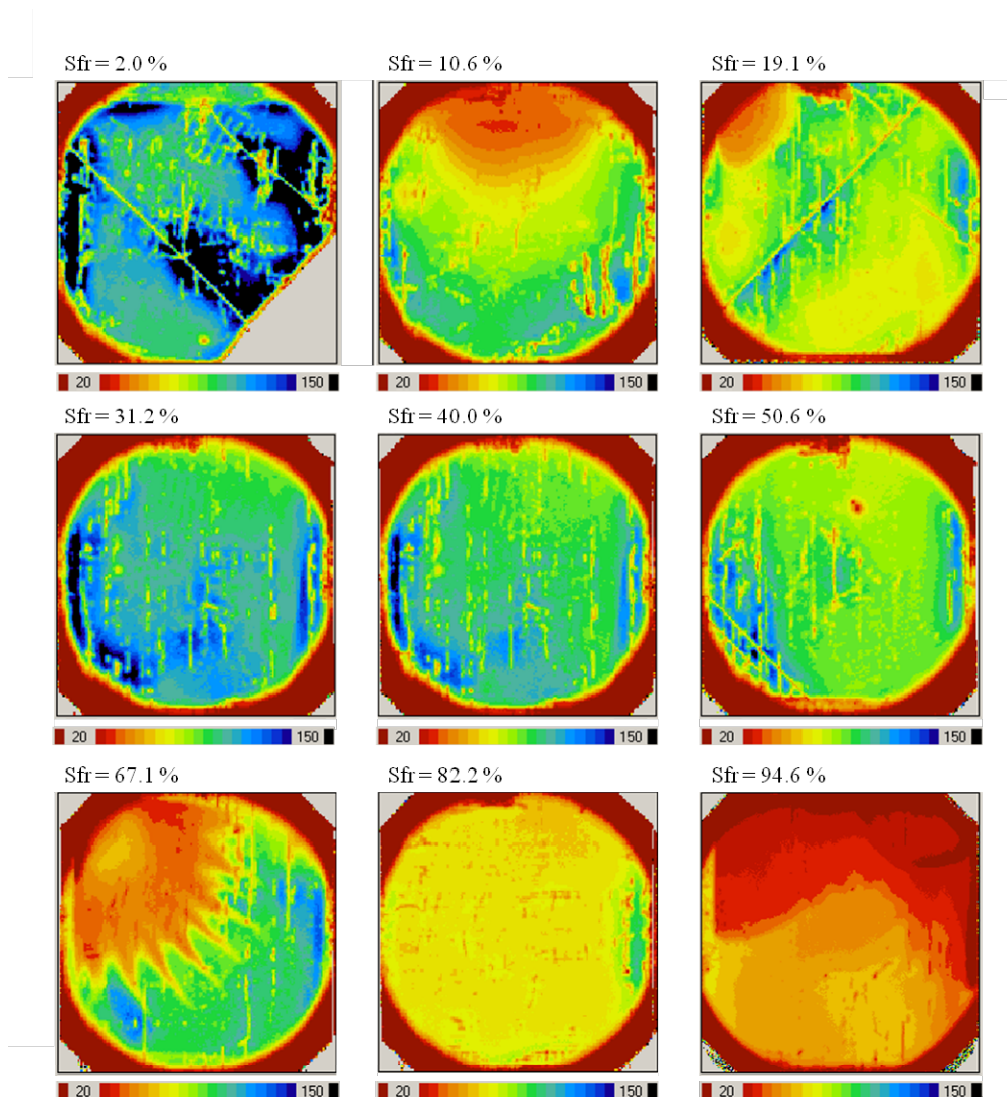 Sfr = 2.0 % Sfr = 10.6 % Sfr = 19.1 %
20 150 20 150 20 150
Sfr = 31.2 % Sfr = 40.0 % Sfr = 50.6 %
20 150 20 150 20 150
Sfr = 67.1 % Sfr = 82.2 % Sfr = 94.6 %
20 150 20 150 20 150